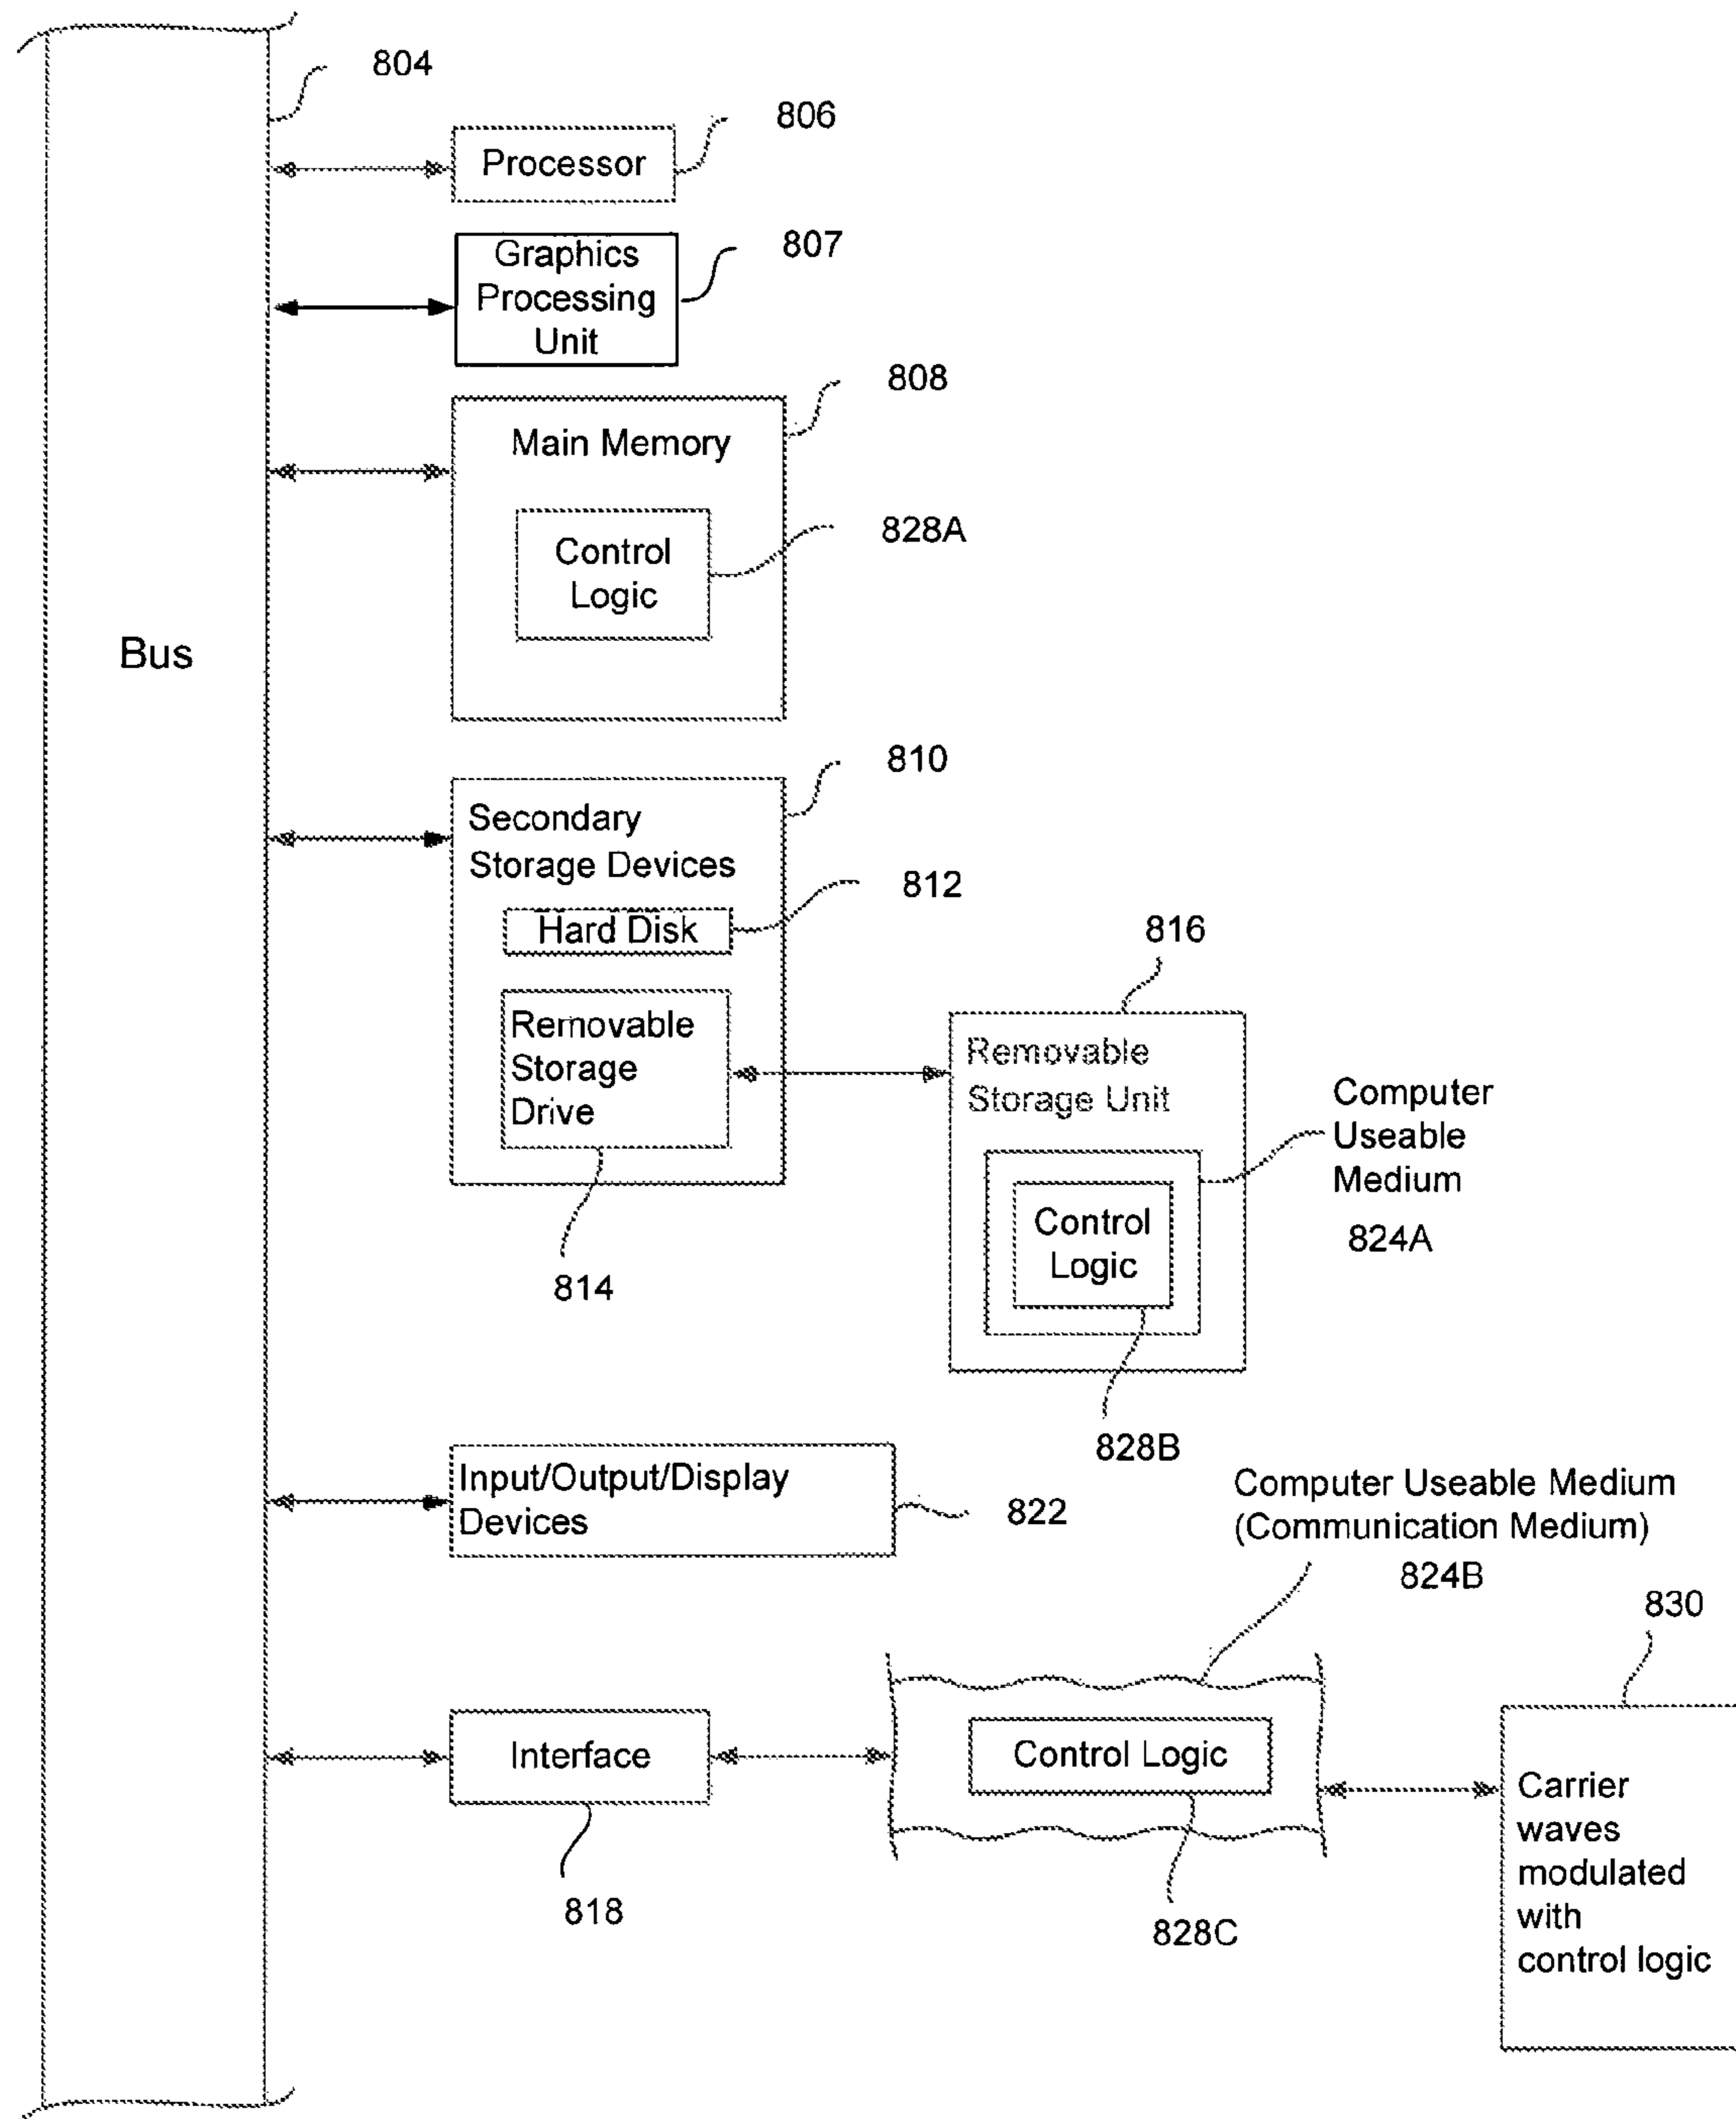 804
806
Processor
807
Graphics
Processing
Unit
808
Main Memory
828A
Control
Logic
Bus
810
Secondary
Storage Devices
812
Hard Disk
816
Removable
Storage
Drive
Removable
Storage Unit
Computer
Useable
Medium
824A
Control
Logic
814
828B
Input/Output/Display
Devices
822
Computer Useable Medium
(Communication Medium)
824B
830
Interface
Control Logic
Carrier
waves
modulated
with
control logic
818
828C